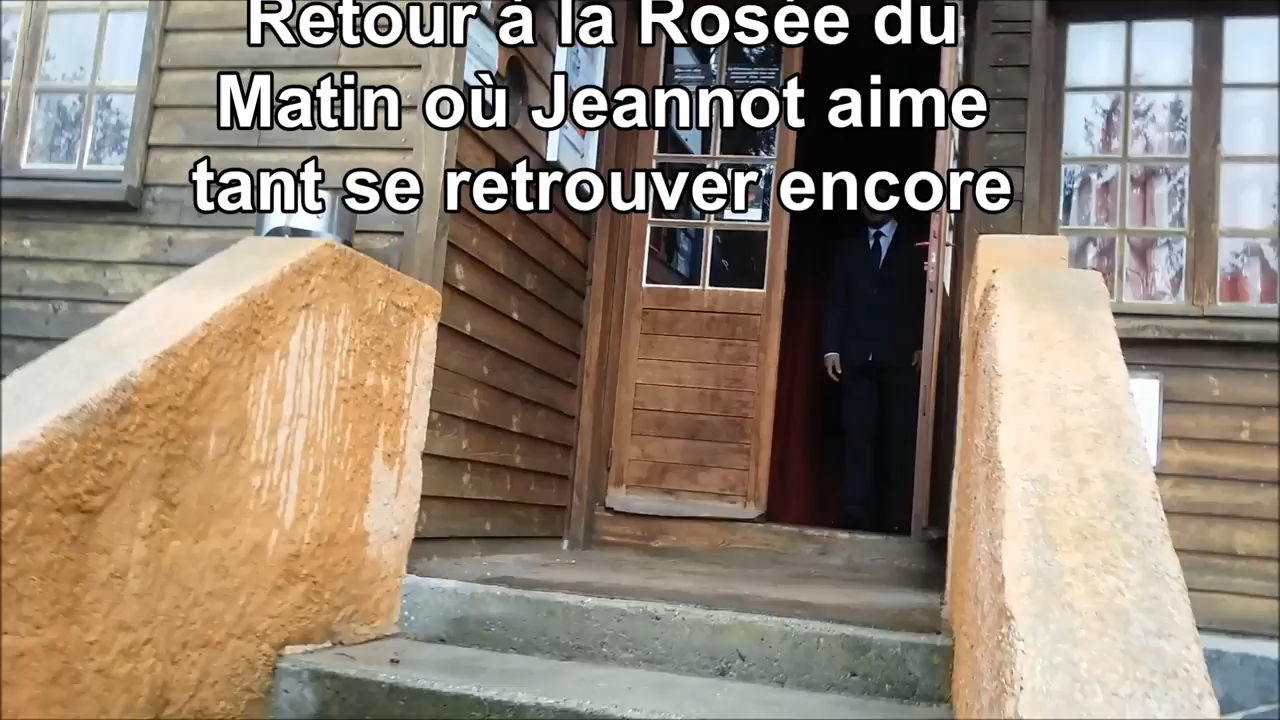 Retour à la Rosée du
Matin où Jeannot aime
tant se retrouver encore